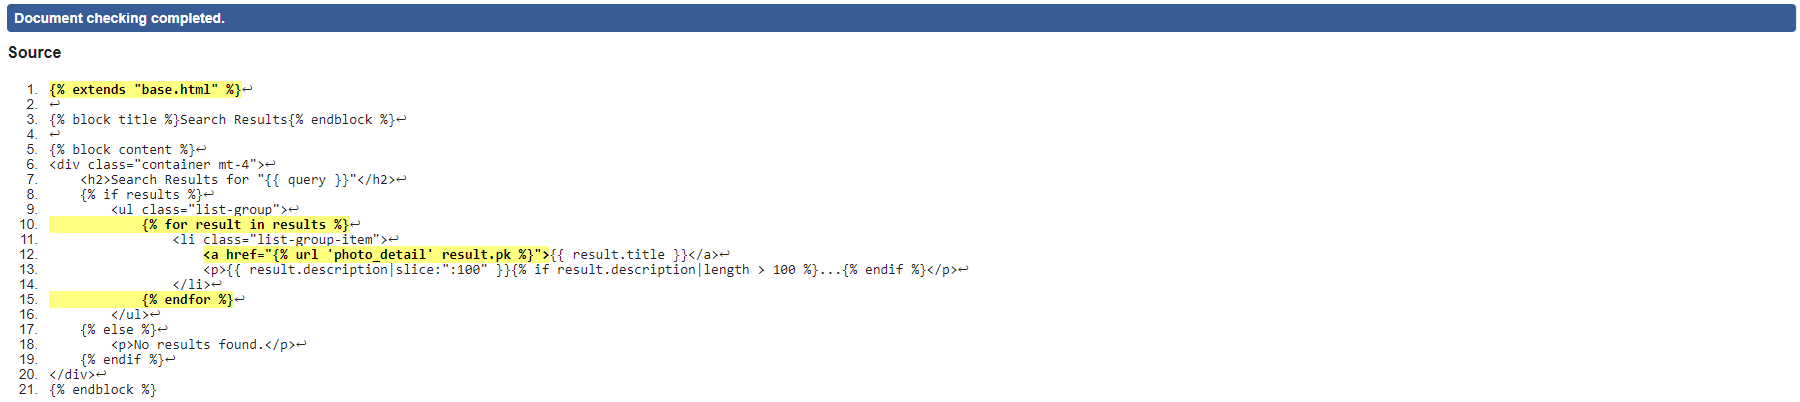 Document checking completed.
Source
1. {% extends "base.html" %}↩
2. ↩
3. {% block title %}Search Results{% endblock %}↩
4. ↩
5. {% block content %}↩
6. <div class="container mt-4">↩
7.     <h2>Search Results for "{{ query }}"</h2>↩
8.     {% if results %}↩
9.         <ul class="list-group">↩
10.             {% for result in results %}↩
11.                 <li class="list-group-item">↩
12.                     <a href="{% url 'photo_detail' result.pk %}">{{ result.title }}</a>↩
13.                     <p>{{ result.description|slice:":100" }}{% if result.description|length > 100 %}...{% endif %}</p>↩
14.                 </li>↩
15.             {% endfor %}↩
16.         </ul>↩
17.     {% else %}↩
18.         <p>No results found.</p>↩
19.     {% endif %}↩
20. </div>↩
21. {% endblock %}